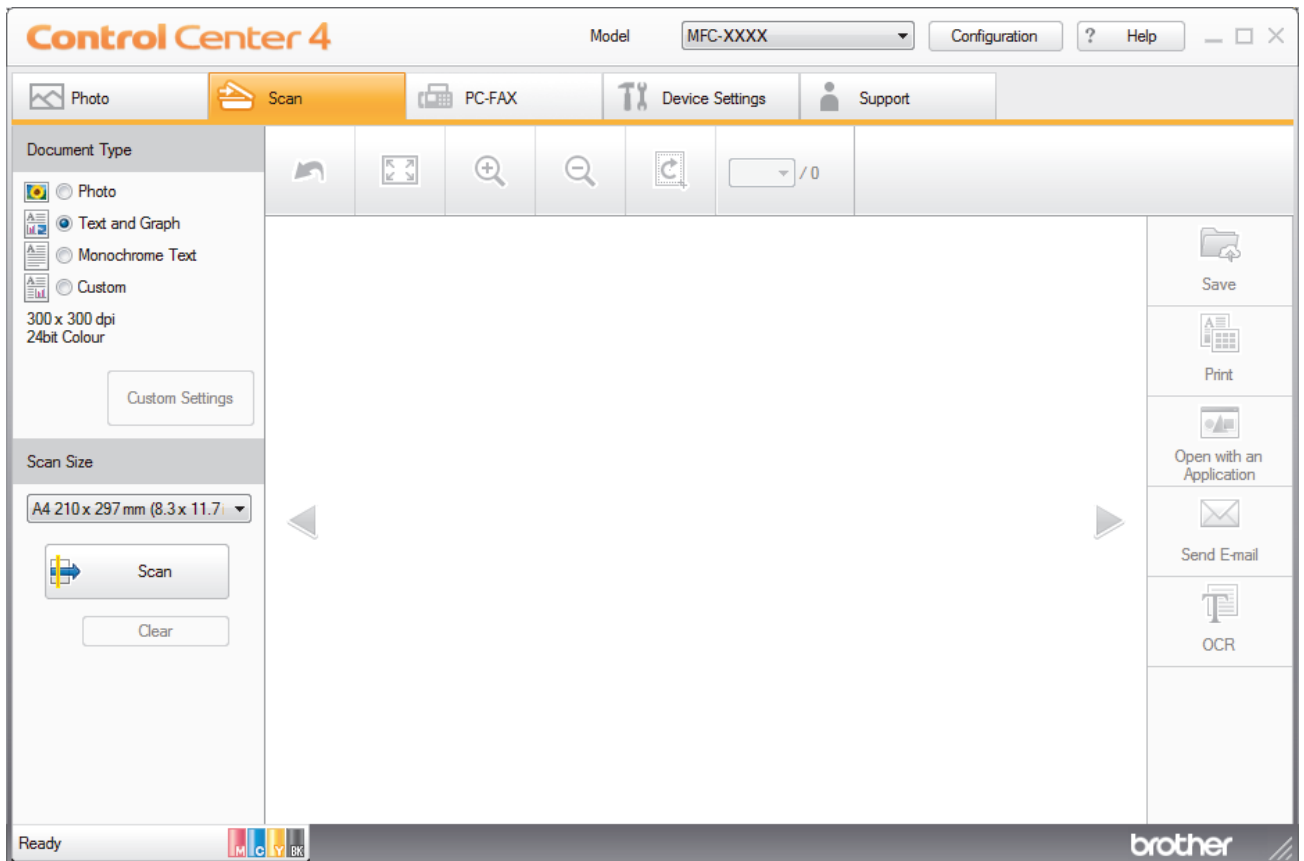 Control Center 4
Model
MFC-XXXX
Configuration
? Help
Photo
Scan
PC-FAX
Device Settings
Support
Document Type
Photo
Text and Graph
Monochrome Text
Custom
300 x 300 dpi
24bit Colour
Custom Settings
Scan Size
A4 210 x 297 mm (8.3 x 11.7
Scan
Clear
/ 0
Save
Print
Open with an
Application
Send E-mail
OCR
Ready
M C Y BK
brother